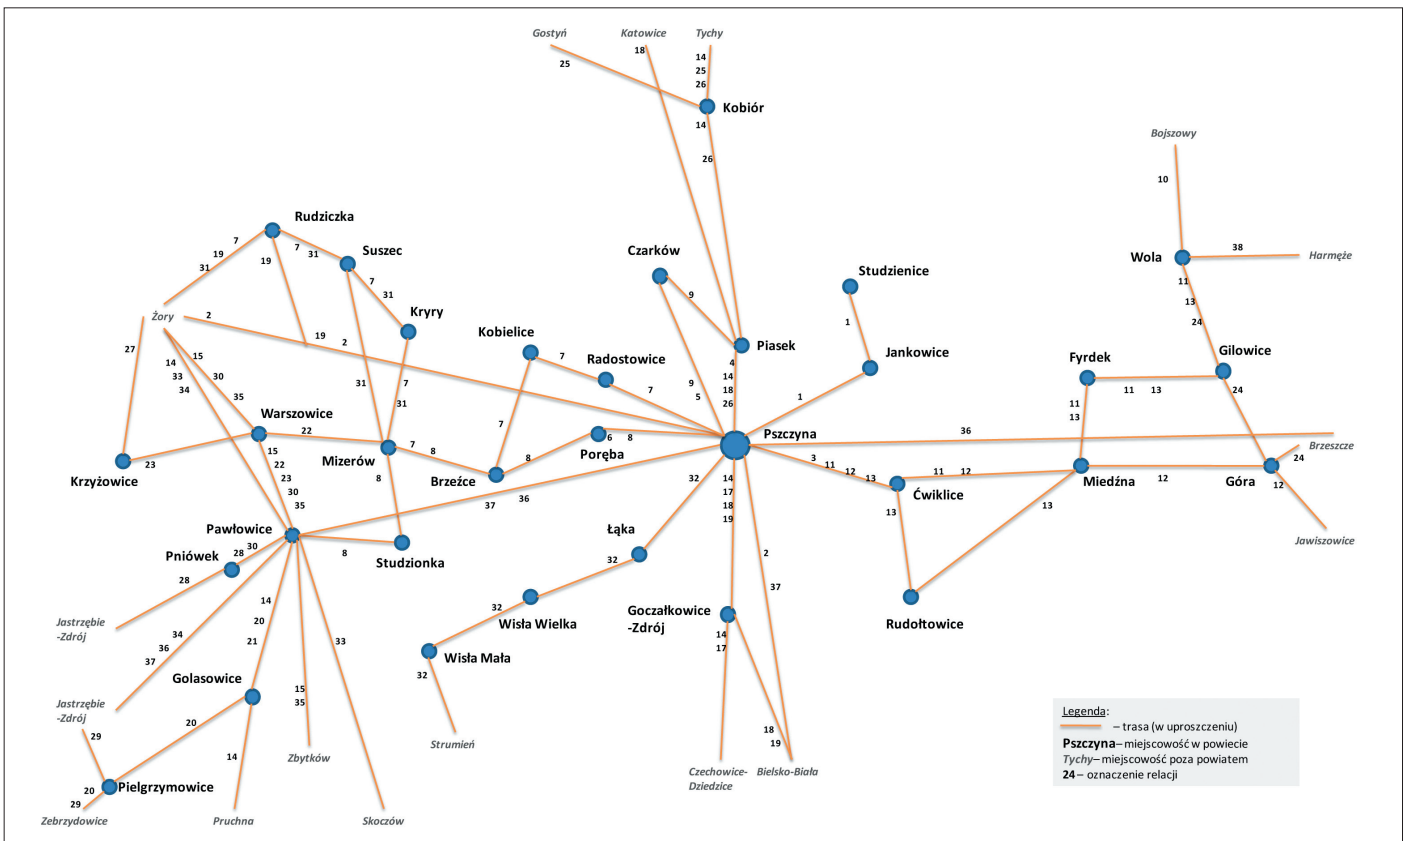 Gostyń
Katowice
Tychy
18
14
25
25
26
Kobiór
14
26
Bojszowy
10
Rudziczka
7
19
31
7
31
19
Suszec
7
31
Kryry
Czarków
9
Studzienice
1
Wola
38
Harmęże
11
13
24
Żory
2
27
19
2
Kobielice
7
Radostowice
7
Piasek
4
14
18
26
9
5
Jankowice
1
Fyrdek
11
13
Gilowice
24
15
30
35
14
33
34
31
7
31
7
11
13
Warszowice
22
Mizerów
7
8
8
Brzeźce
8
6
8
Poręba
Pszczyna
36
Brzeszcze
24
Krzyżowice
23
15
22
23
30
35
37
36
32
14
17
18
19
3
11
12
13
Ćwiklice
11
12
13
Miedźna
12
Góra
12
13
Jawiszowice
Pawłowice
8
Studzionka
Pniówek
28
30
28
Łąka
32
2
37
Jastrzębie
-Zdrój
34
36
37
14
20
21
33
32
Wisła Wielka
Goczałkowice
-Zdrój
14
17
Rudołtowice
Wisła Mała
32
Golasowice
15
35
Jastrzębie
-Zdrój
29
20
14
Strumień
Zbytków
18
19
Czechowice-
Dziedzice
Bielsko-Biała
20
29
Pielgrzymowice
Zebrzydowice
Pruchna
Skoczów
Legenda:
– trasa (w uproszczeniu)
Pszczyna– miejscowość w powiecie
Tychy– miejscowość poza powiatem
24 – oznaczenie relacji